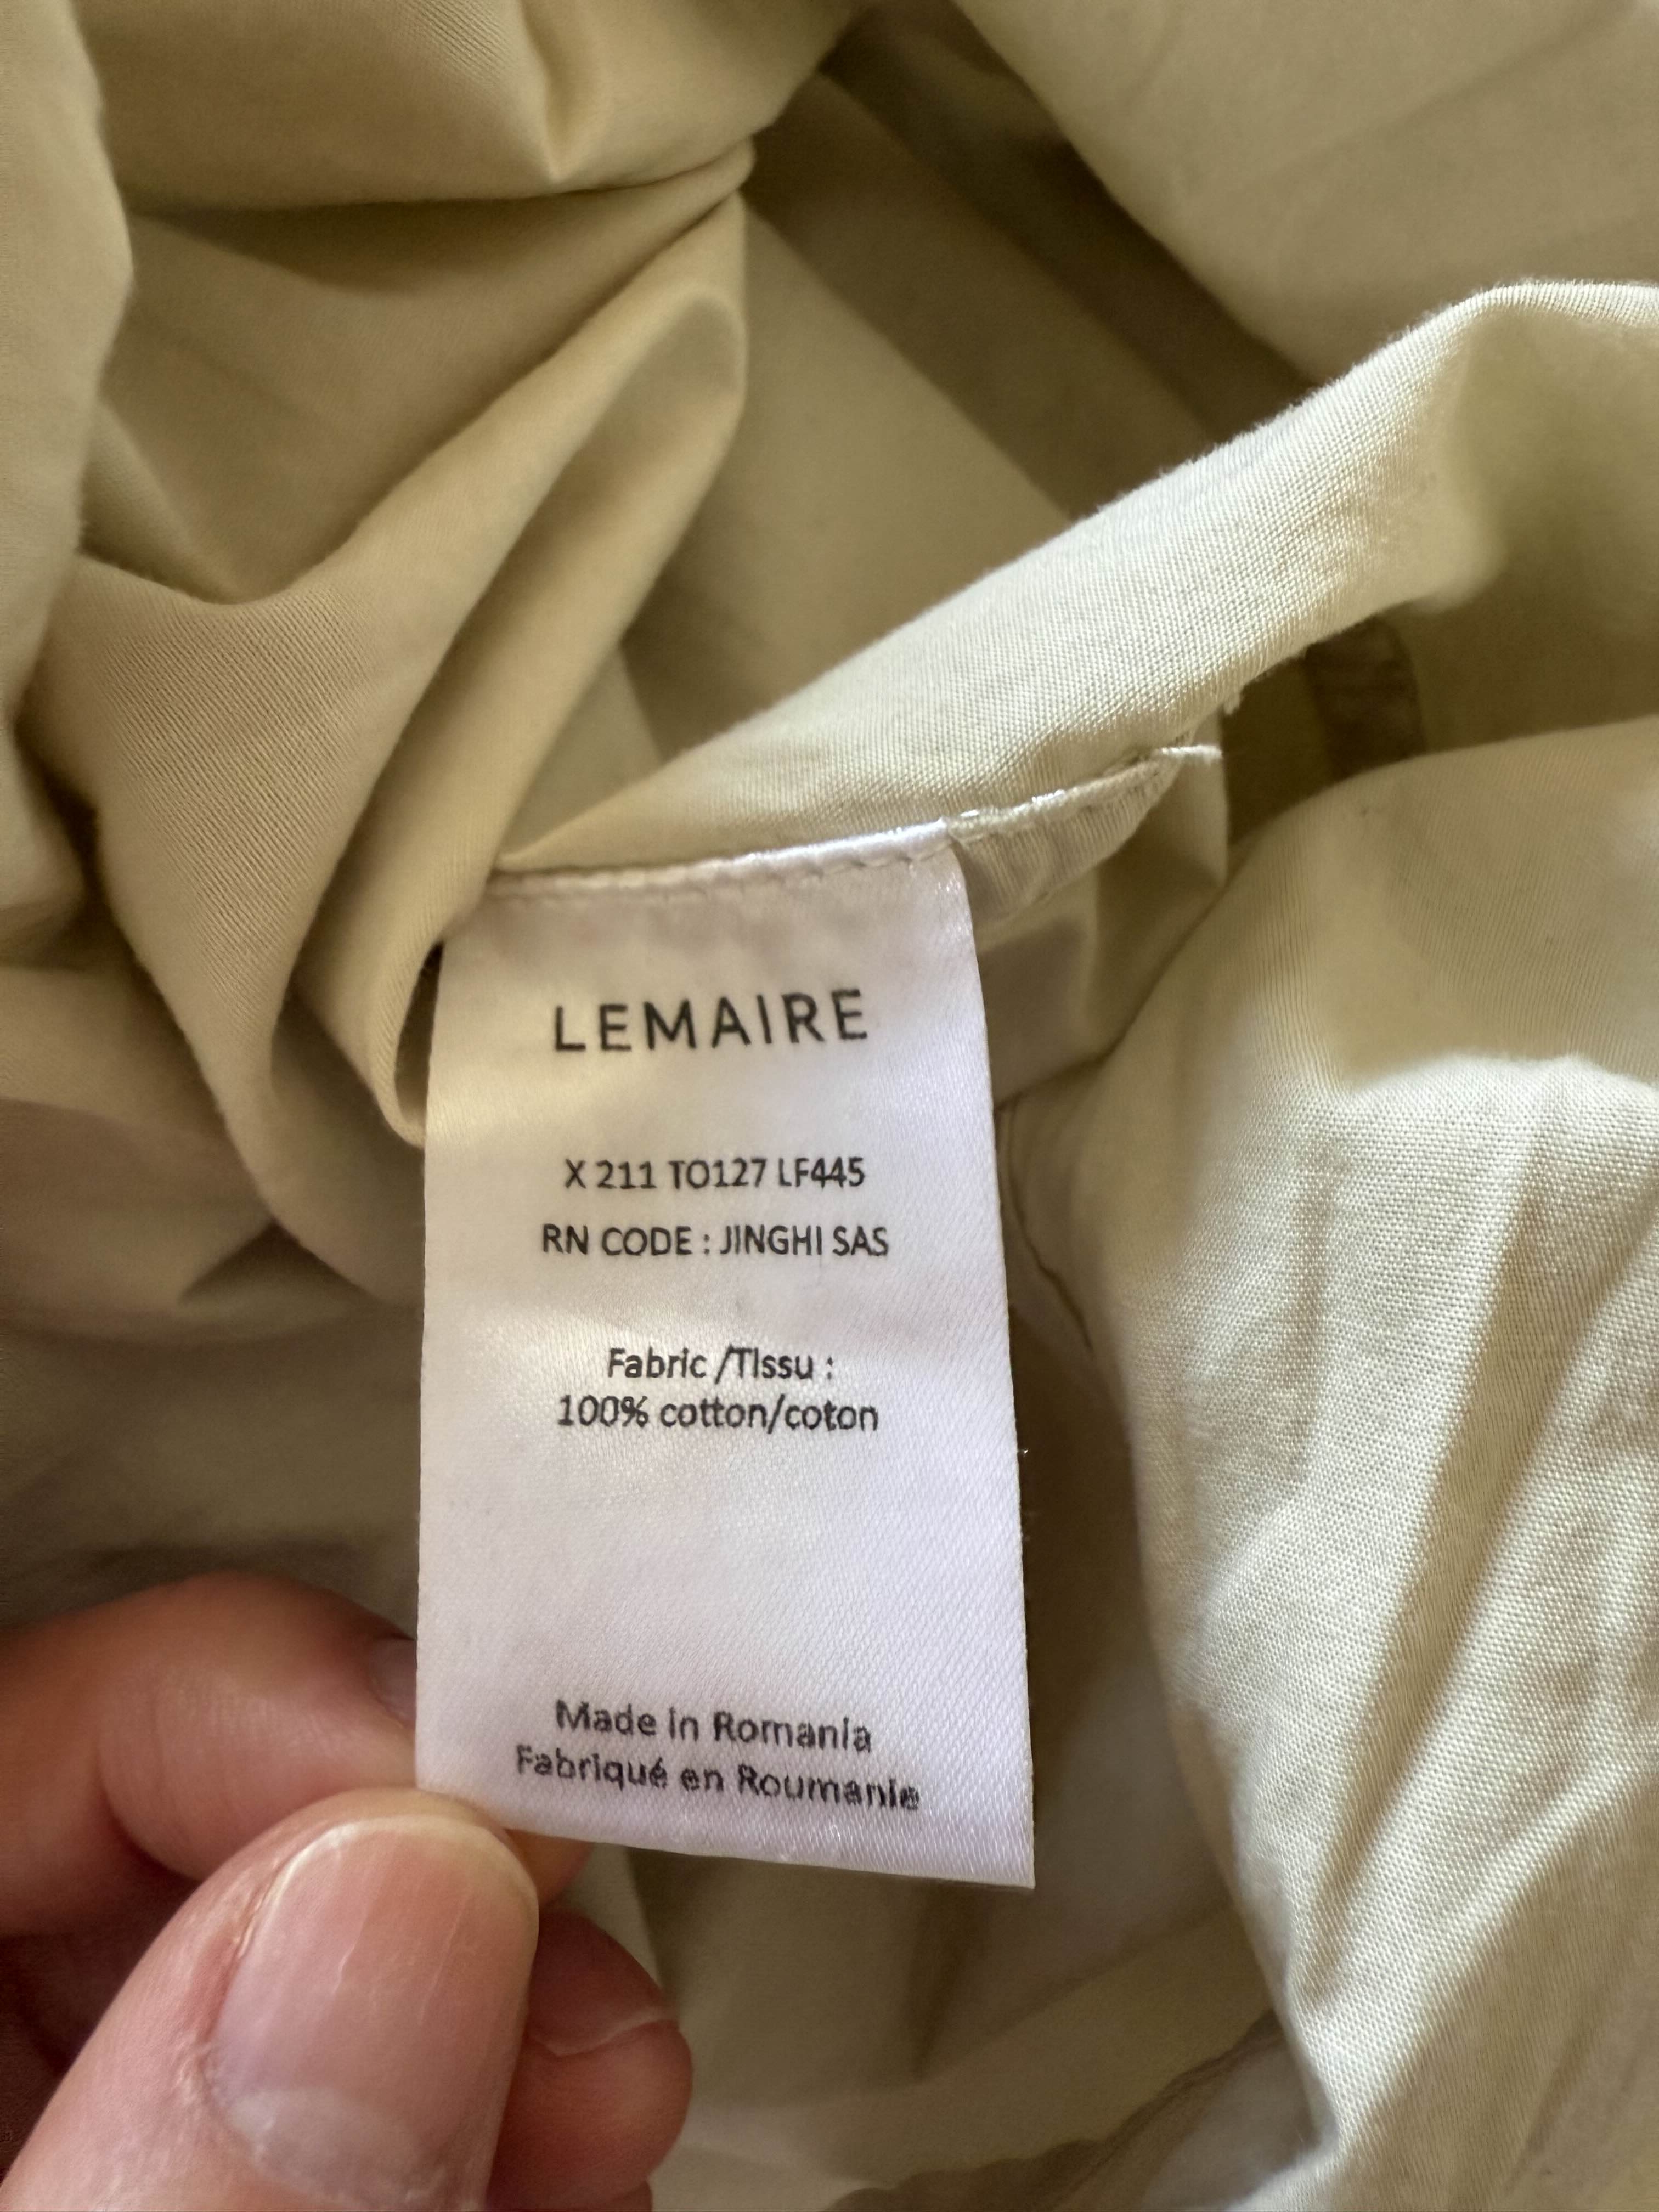 LEMAIRE
X 211 TO127 LF445
RN CODE : JINGHI SAS
Fabric /Tissu :
100% cotton/coton
Made in Romania
Fabriqué en Roumanie